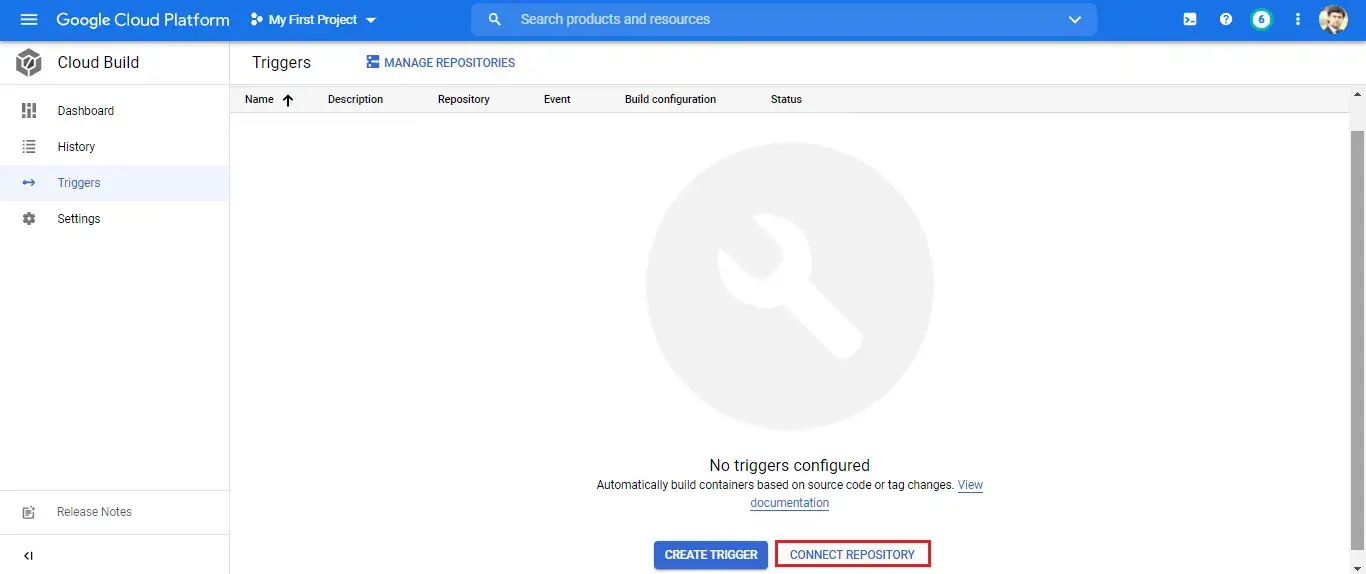 Google Cloud Platform My First Project Search products and resources 6
Cloud Build Triggers MANAGE REPOSITORIES
Name Description Repository Event Build configuration Status
Dashboard
History
Triggers
Settings
No triggers configured
Automatically build containers based on source code or tag changes. View
documentation
Release Notes
CREATE TRIGGER CONNECT REPOSITORY